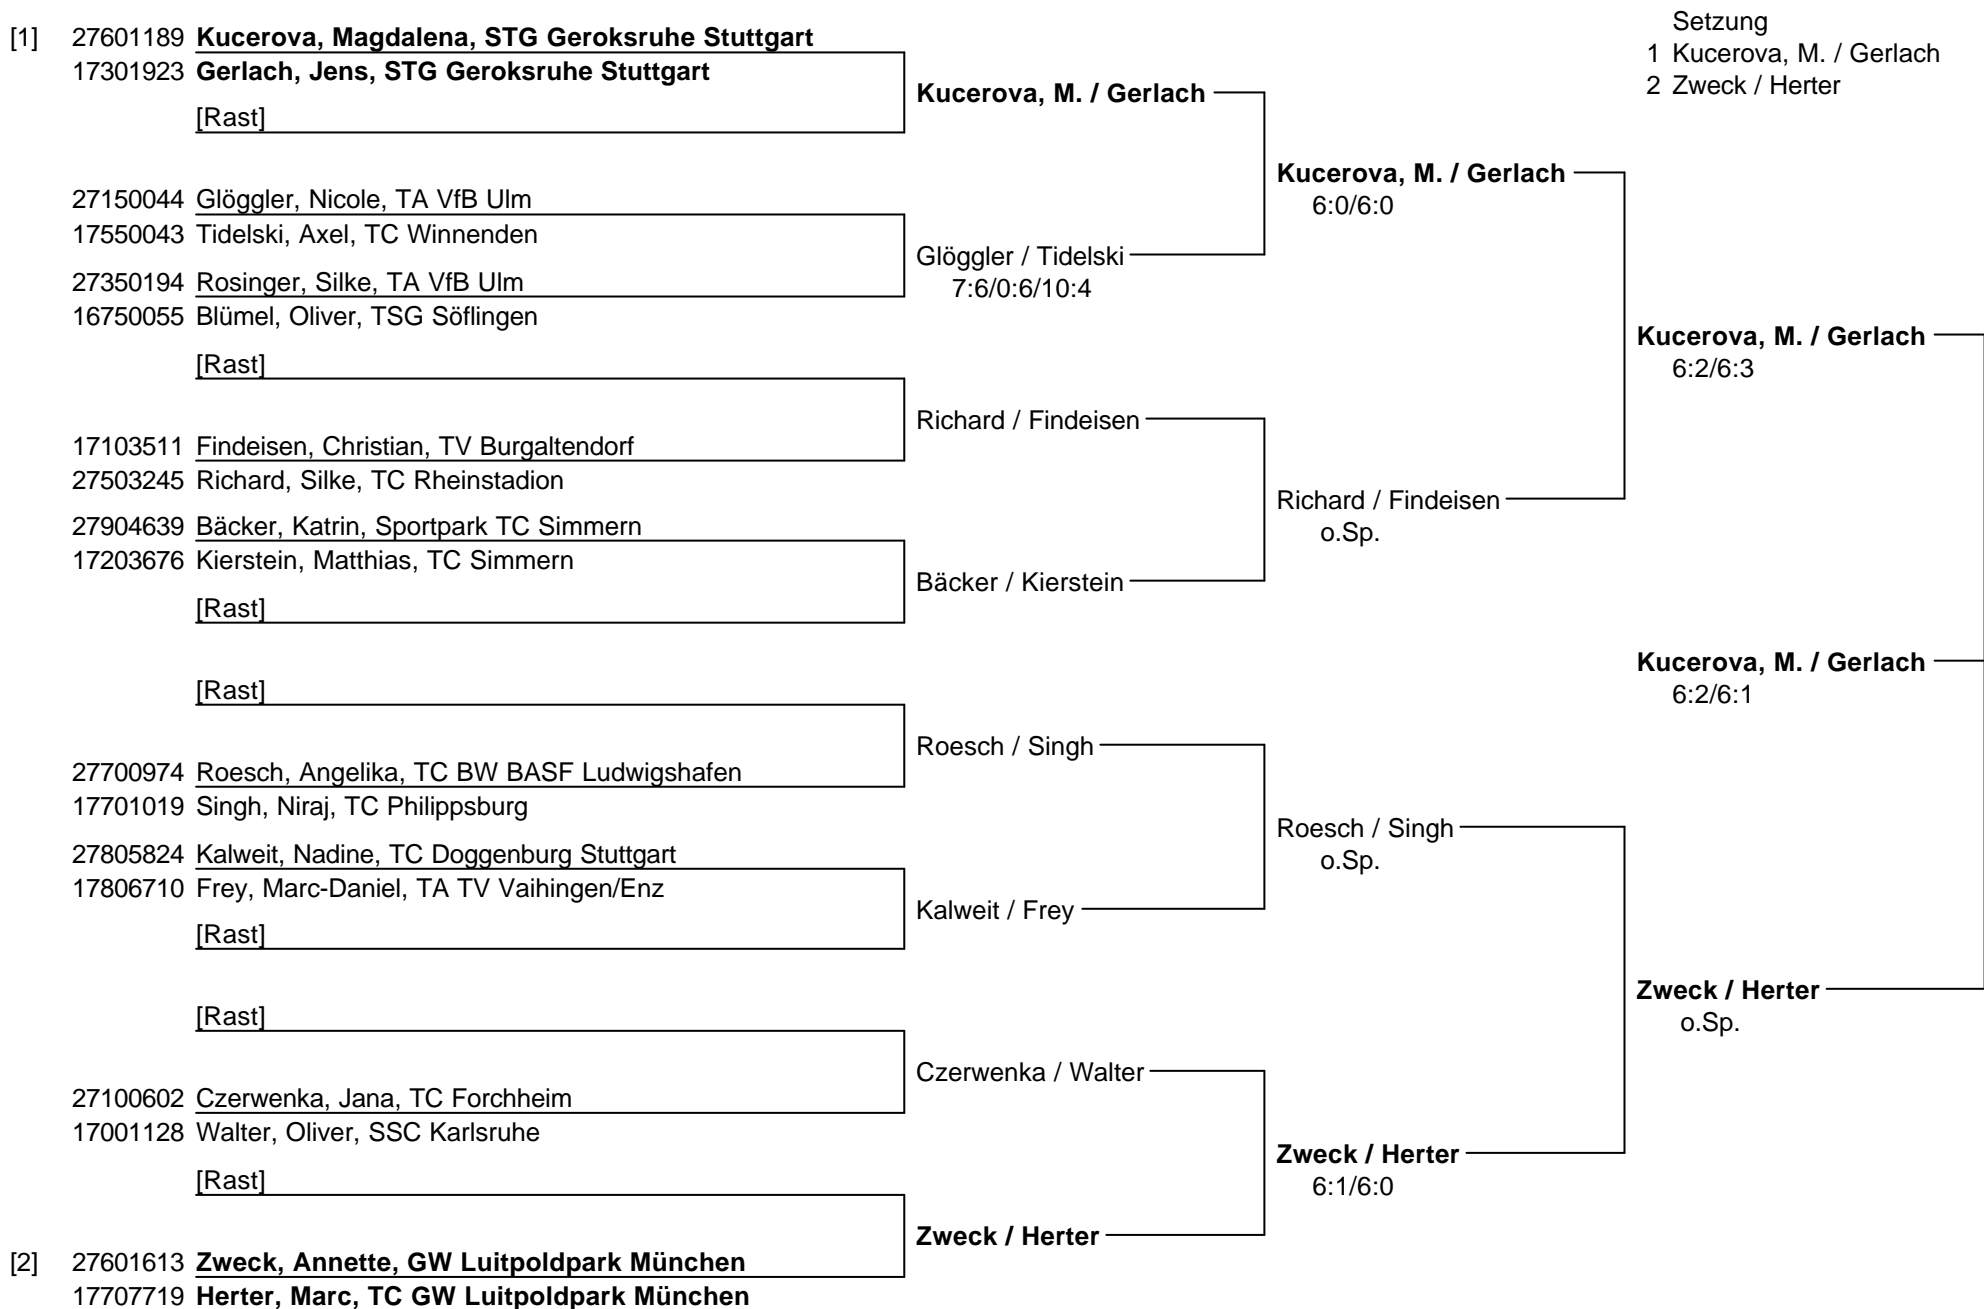 Setzung
1 Kucerova, M. / Gerlach
2 Zweck / Herter
[1] 27601189 Kucerova, Magdalena, STG Geroksruhe Stuttgart
17301923 Gerlach, Jens, STG Geroksruhe Stuttgart
Kucerova, M. / Gerlach
[Rast]
Kucerova, M. / Gerlach
6:0/6:0
27150044 Glöggler, Nicole, TA VfB Ulm
17550043 Tidelski, Axel, TC Winnenden
Glöggler / Tidelski
7:6/0:6/10:4
27350194 Rosinger, Silke, TA VfB Ulm
16750055 Blümel, Oliver, TSG Söflingen
Kucerova, M. / Gerlach
6:2/6:3
[Rast]
Richard / Findeisen
17103511 Findeisen, Christian, TV Burgaltendorf
27503245 Richard, Silke, TC Rheinstadion
Richard / Findeisen
o.Sp.
27904639 Bäcker, Katrin, Sportpark TC Simmern
17203676 Kierstein, Matthias, TC Simmern
Bäcker / Kierstein
[Rast]
Kucerova, M. / Gerlach
6:2/6:1
[Rast]
Roesch / Singh
27700974 Roesch, Angelika, TC BW BASF Ludwigshafen
17701019 Singh, Niraj, TC Philippsburg
Roesch / Singh
o.Sp.
27805824 Kalweit, Nadine, TC Doggenburg Stuttgart
17806710 Frey, Marc-Daniel, TA TV Vaihingen/Enz
Kalweit / Frey
[Rast]
Zweck / Herter
o.Sp.
[Rast]
Czerwenka / Walter
27100602 Czerwenka, Jana, TC Forchheim
17001128 Walter, Oliver, SSC Karlsruhe
Zweck / Herter
6:1/6:0
[Rast]
Zweck / Herter
[2] 27601613 Zweck, Annette, GW Luitpoldpark München
17707719 Herter, Marc, TC GW Luitpoldpark München